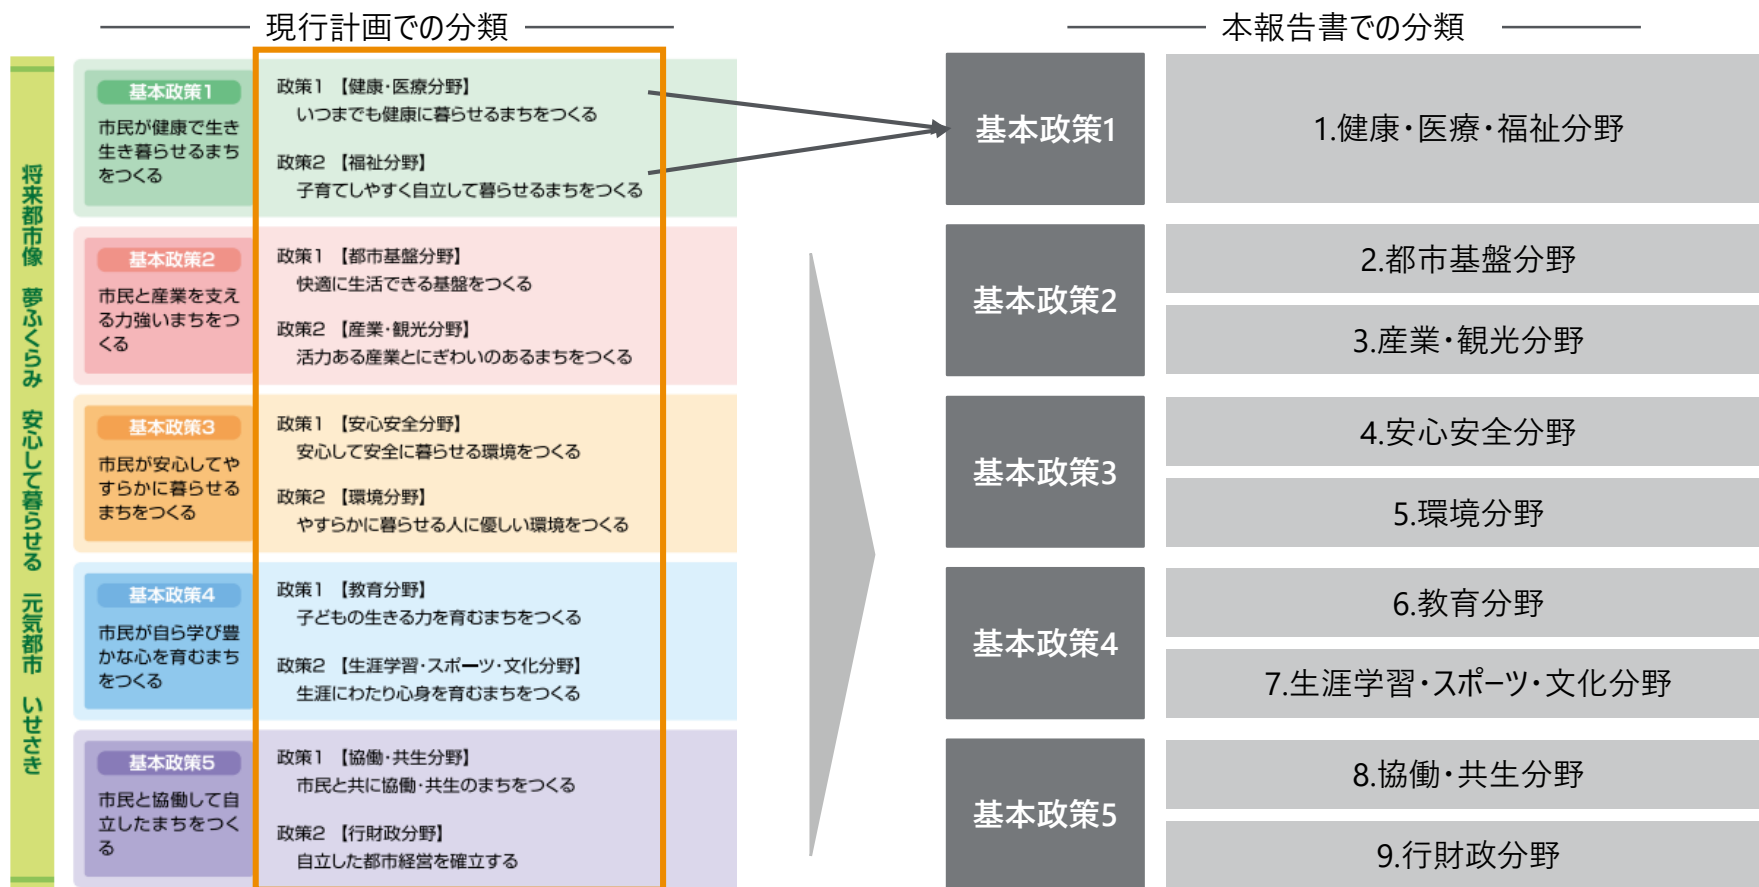 現行計画での分類
将来都市像 夢ふくらみ 安心して暮らせる 元気都市 いせさき
基本政策1
市民が健康で生き
生き暮らせるまち
をつくる
政策1 【健康・医療分野】
いつまでも健康に暮らせるまちをつくる
政策2 【福祉分野】
子育てしやすく自立して暮らせるまちをつくる
基本政策2
市民と産業を支え
る力強いまちをつ
くる
政策1 【都市基盤分野】
快適に生活できる基盤をつくる
政策2 【産業・観光分野】
活力ある産業とにぎわいのあるまちをつくる
基本政策3
市民が安心してや
すらかに暮らせる
まちをつくる
政策1 【安心安全分野】
安心して安全に暮らせる環境をつくる
政策2 【環境分野】
やすらかに暮らせる人に優しい環境をつくる
基本政策4
市民が自ら学び豊
かな心を育むまち
をつくる
政策1 【教育分野】
子どもの生きる力を育むまちをつくる
政策2 【生涯学習・スポーツ・文化分野】
生涯にわたり心身を育むまちをつくる
基本政策5
市民と協働して自
立したまちをつく
る
政策1 【協働・共生分野】
市民と共に協働・共生のまちをつくる
政策2 【行財政分野】
自立した都市経営を確立する
本報告書での分類
基本政策1
1.健康・医療・福祉分野
基本政策2
2.都市基盤分野
3.産業・観光分野
基本政策3
4.安心安全分野
5.環境分野
基本政策4
6.教育分野
7.生涯学習・スポーツ・文化分野
基本政策5
8.協働・共生分野
9.行財政分野